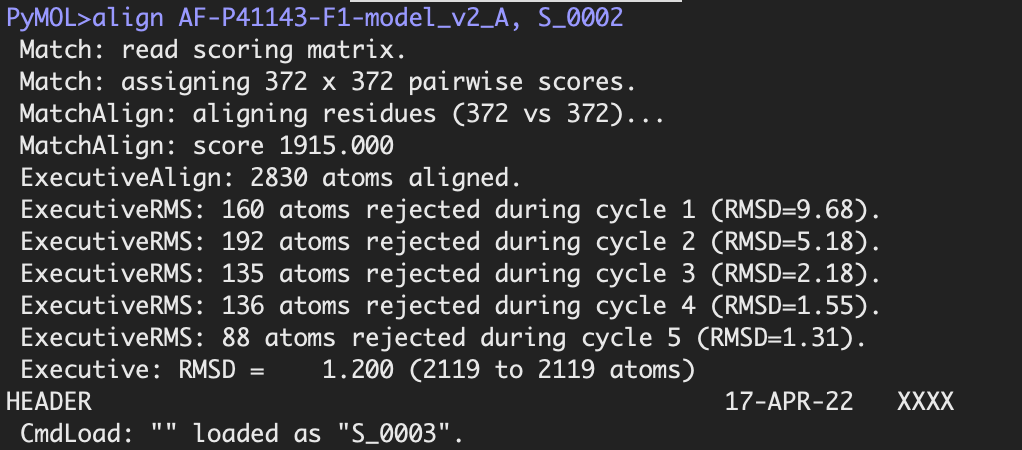 PyMOL>align AF-P41143-F1-model_v2_A, S_0002
Match: read scoring matrix.
Match: assigning 372 x 372 pairwise scores.
MatchAlign: aligning residues (372 vs 372)...
MatchAlign: score 1915.000
ExecutiveAlign: 2830 atoms aligned.
ExecutiveRMS: 160 atoms rejected during cycle 1 (RMSD=9.68).
ExecutiveRMS: 192 atoms rejected during cycle 2 (RMSD=5.18).
ExecutiveRMS: 135 atoms rejected during cycle 3 (RMSD=2.18).
ExecutiveRMS: 136 atoms rejected during cycle 4 (RMSD=1.55).
ExecutiveRMS: 88 atoms rejected during cycle 5 (RMSD=1.31).
Executive: RMSD =    1.200 (2119 to 2119 atoms)
HEADER                                            17-APR-22   XXXX
CmdLoad: "" loaded as "S_0003".